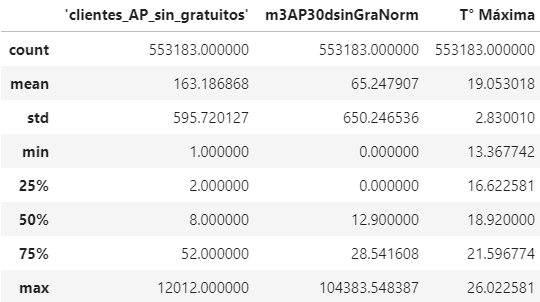 'clientes_AP_sin_gratuitos' m3AP30dsinGraNorm T° Máxima
count 553183.000000 553183.000000 553183.000000
mean 163.186868 65.247907 19.053018
std 595.720127 650.246536 2.830010
min 1.000000 0.000000 13.367742
25% 2.000000 0.000000 16.622581
50% 8.000000 12.900000 18.920000
75% 52.000000 28.541608 21.596774
max 12012.000000 104383.548387 26.022581